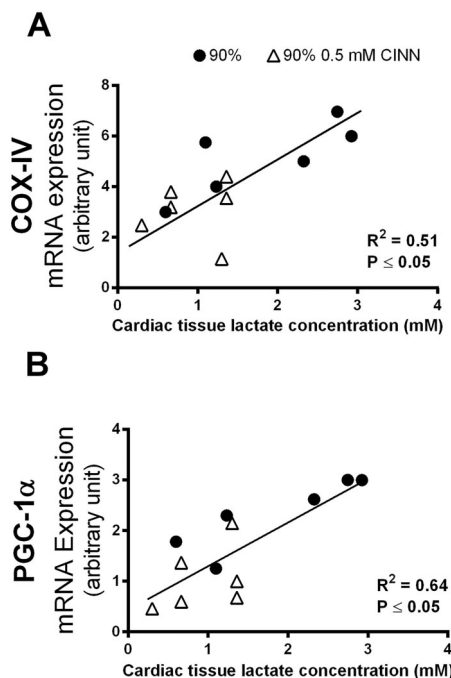 A
90% 90% 0.5 mM CINN
COX-IV
mRNA expression
(arbitrary unit)
8
6
4
2
0
R² = 0.51
P ≤ 0.05
0 1 2 3 4
Cardiac tissue lactate concentration (mM)
B
PGC-1α
mRNA Expression
(arbitrary unit)
4
3
2
1
0
R² = 0.64
P ≤ 0.05
0 1 2 3 4
Cardiac tissue lactate concentration (mM)